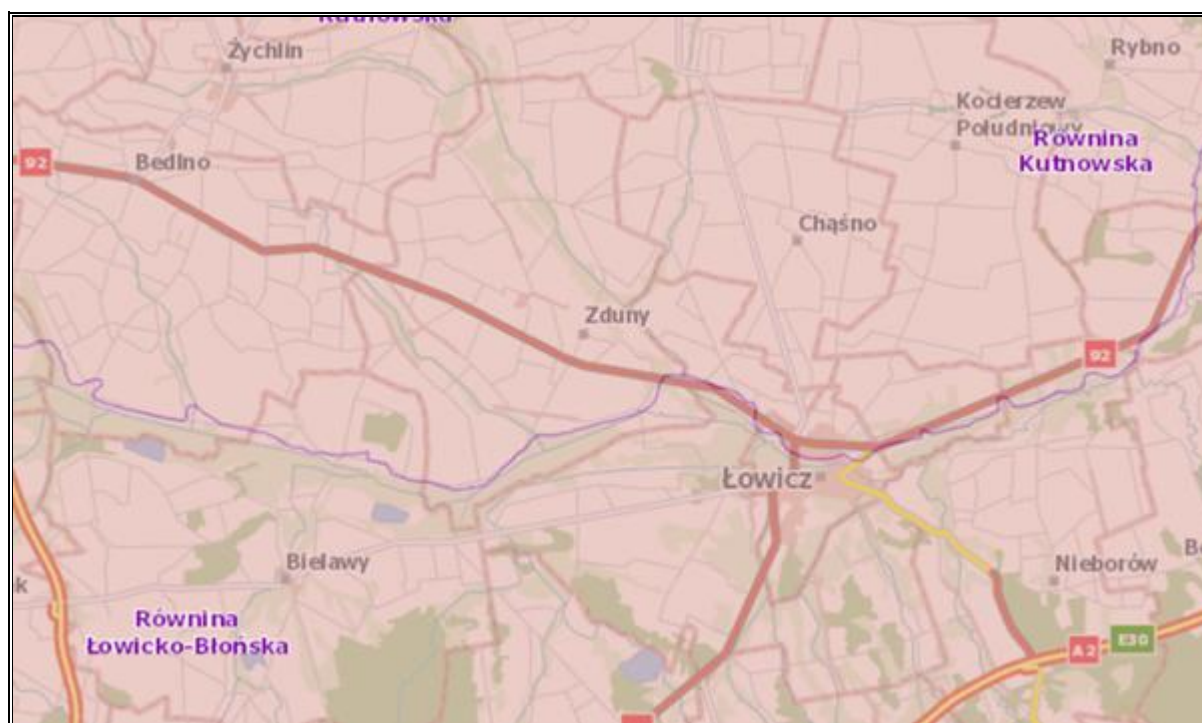 Kutnowska
Żychlin
Rybno
Kocierzew
Południowy
Równina
Kutnowska
92
Bedlno
Chąśno
Zduny
92
Łowicz
Bielawy
Nieborów
k
Równina
Łowicko-Błońska
A2
E30